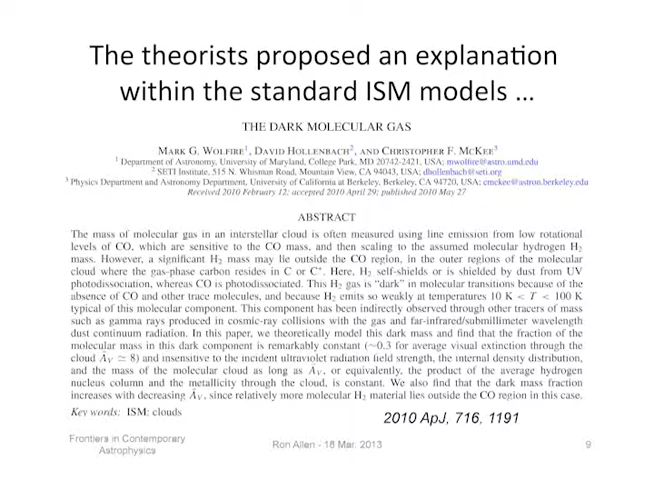 The theorists proposed an explanation
within the standard ISM models ...
THE DARK MOLECULAR GAS
MARK G. WOLFIRE¹, DAVID HOLLENBACH², AND CHRISTOPHER F. MCKEE³
¹ Department of Astronomy, University of Maryland, College Park, MD 20742-2421, USA; mwolfire@astro.umd.edu
² SETI Institute, 515 N. Whisman Road, Mountain View, CA 94043, USA; dhollenbach@seti.org
³ Physics Department and Astronomy Department, University of California at Berkeley, Berkeley, CA 94720, USA; cmckee@astron.berkeley.edu
Received 2010 February 12; accepted 2010 April 29; published 2010 May 27
ABSTRACT
The mass of molecular gas in an interstellar cloud is often measured using line emission from low rotational
levels of CO, which are sensitive to the CO mass, and then scaling to the assumed molecular hydrogen H₂
mass. However, a significant H₂ mass may lie outside the CO region, in the outer regions of the molecular
cloud where the gas-phase carbon resides in C or C⁺. Here, H₂ self-shields or is shielded by dust from UV
photodissociation, whereas CO is photodissociated. This H₂ gas is "dark" in molecular transitions because of the
absence of CO and other trace molecules, and because H₂ emits so weakly at temperatures 10 K < T < 100 K
typical of this molecular component. This component has been indirectly observed through other tracers of mass
such as gamma rays produced in cosmic-ray collisions with the gas and far-infrared/submillimeter wavelength
dust continuum radiation. In this paper, we theoretically model this dark mass and find that the fraction of the
molecular mass in this dark component is remarkably constant (~0.3 for average visual extinction through the
cloud ĀV ≃ 8) and insensitive to the incident ultraviolet radiation field strength, the internal density distribution,
and the mass of the molecular cloud as long as ĀV, or equivalently, the product of the average hydrogen
nucleus column and the metallicity through the cloud, is constant. We also find that the dark mass fraction
increases with decreasing ĀV, since relatively more molecular H₂ material lies outside the CO region in this case.
Key words: ISM: clouds
2010 ApJ, 716, 1191
Frontiers in Contemporary
Astrophysics
Ron Allen - 18 Mar. 2013
9